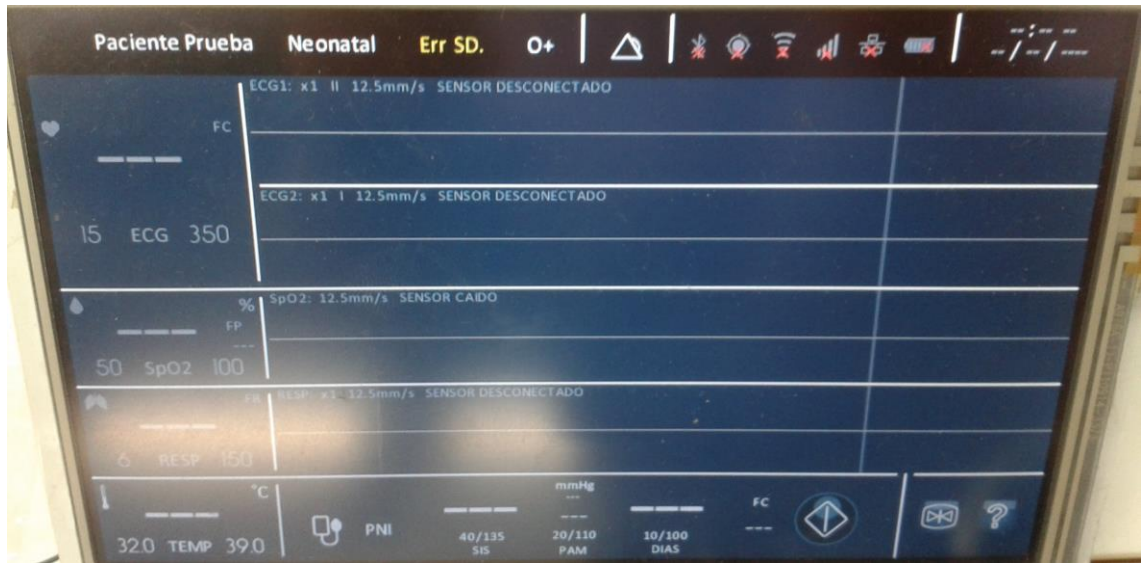 Paciente Prueba Neonatal Err SD. O+ --:-- --
--/--/----
ECG1: x1 II 12.5mm/s SENSOR DESCONECTADO
FC
---
ECG2: x1 I 12.5mm/s SENSOR DESCONECTADO
15 ECG 350
SpO2: 12.5mm/s SENSOR CAIDO
%
FP
---
---
50 SpO2 100
RESP x1 12.5mm/s SENSOR DESCONECTADO
FR
---
6 RESP 150
°C
---
32.0 TEMP 39.0
PNI
mmHg
---
--- --- ---
FC
---
40/135 20/110 10/100
SIS PAM DIAS
?